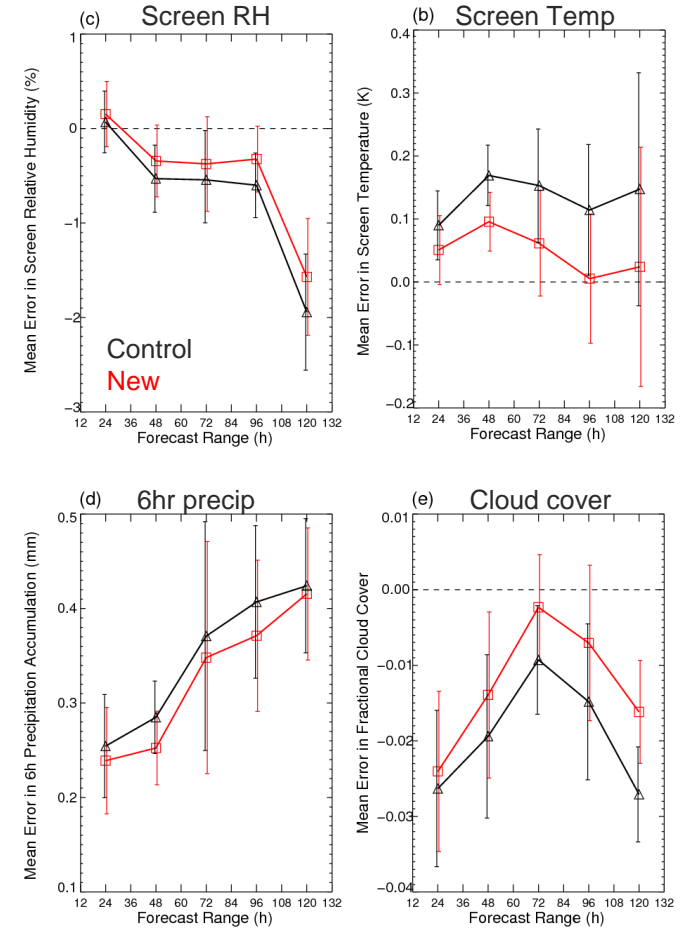 (c) Screen RH
1
0
−1
−2
−3
Mean Error in Screen Relative Humidity (%)
Control
New
12 24 36 48 60 72 84 96 108 120 132
Forecast Range (h)
(b) Screen Temp
0.4
0.3
0.2
0.1
0.0
−0.1
−0.2
Mean Error in Screen Temperature (K)
12 24 36 48 60 72 84 96 108 120 132
Forecast Range (h)
(d) 6hr precip
0.5
0.4
0.3
0.2
0.1
Mean Error in 6h Precipitation Accumulation (mm)
12 24 36 48 60 72 84 96 108 120 132
Forecast Range (h)
(e) Cloud cover
0.01
0.00
−0.01
−0.02
−0.03
−0.04
Mean Error in Fractional Cloud Cover
12 24 36 48 60 72 84 96 108 120 132
Forecast Range (h)